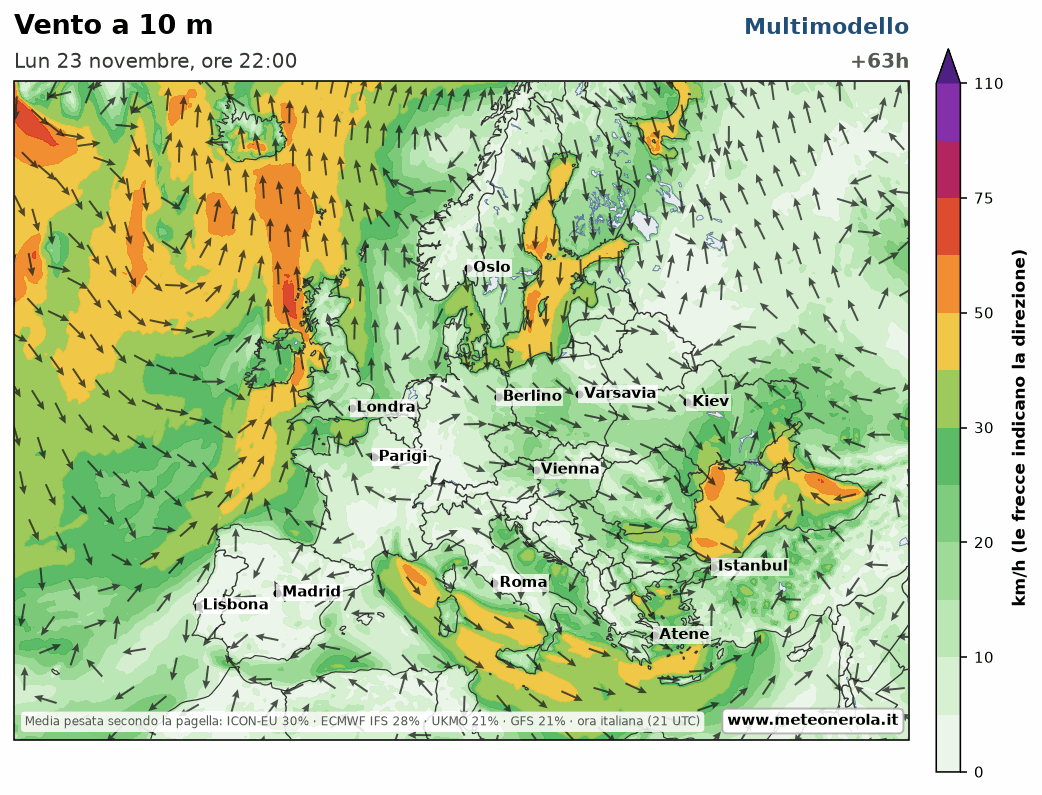 Vento a 10 m
Multimodello
Lun 23 novembre, ore 22:00
+63h
110
75
50
30
20
10
0
km/h (le frecce indicano la direzione)
Oslo
Berlino
Varsavia
Kiev
Londra
Parigi
Vienna
Istanbul
Roma
Madrid
Lisbona
Atene
Media pesata secondo la pagella: ICON-EU 30% · ECMWF IFS 28% · UKMO 21% · GFS 21% · ora italiana (21 UTC)
www.meteonerola.it